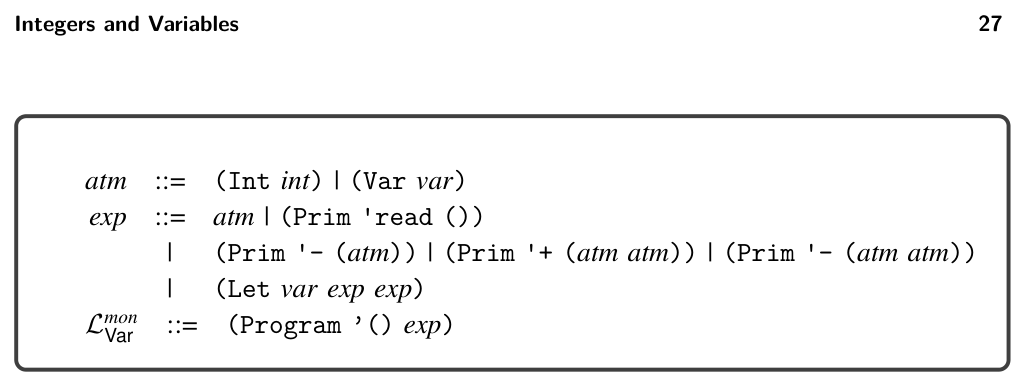 Integers and Variables 27
atm ::= (Int int) | (Var var)
exp ::= atm | (Prim 'read ())
| (Prim '- (atm)) | (Prim '+ (atm atm)) | (Prim '- (atm atm))
| (Let var exp exp)
ℒ^mon_Var ::= (Program ’() exp)